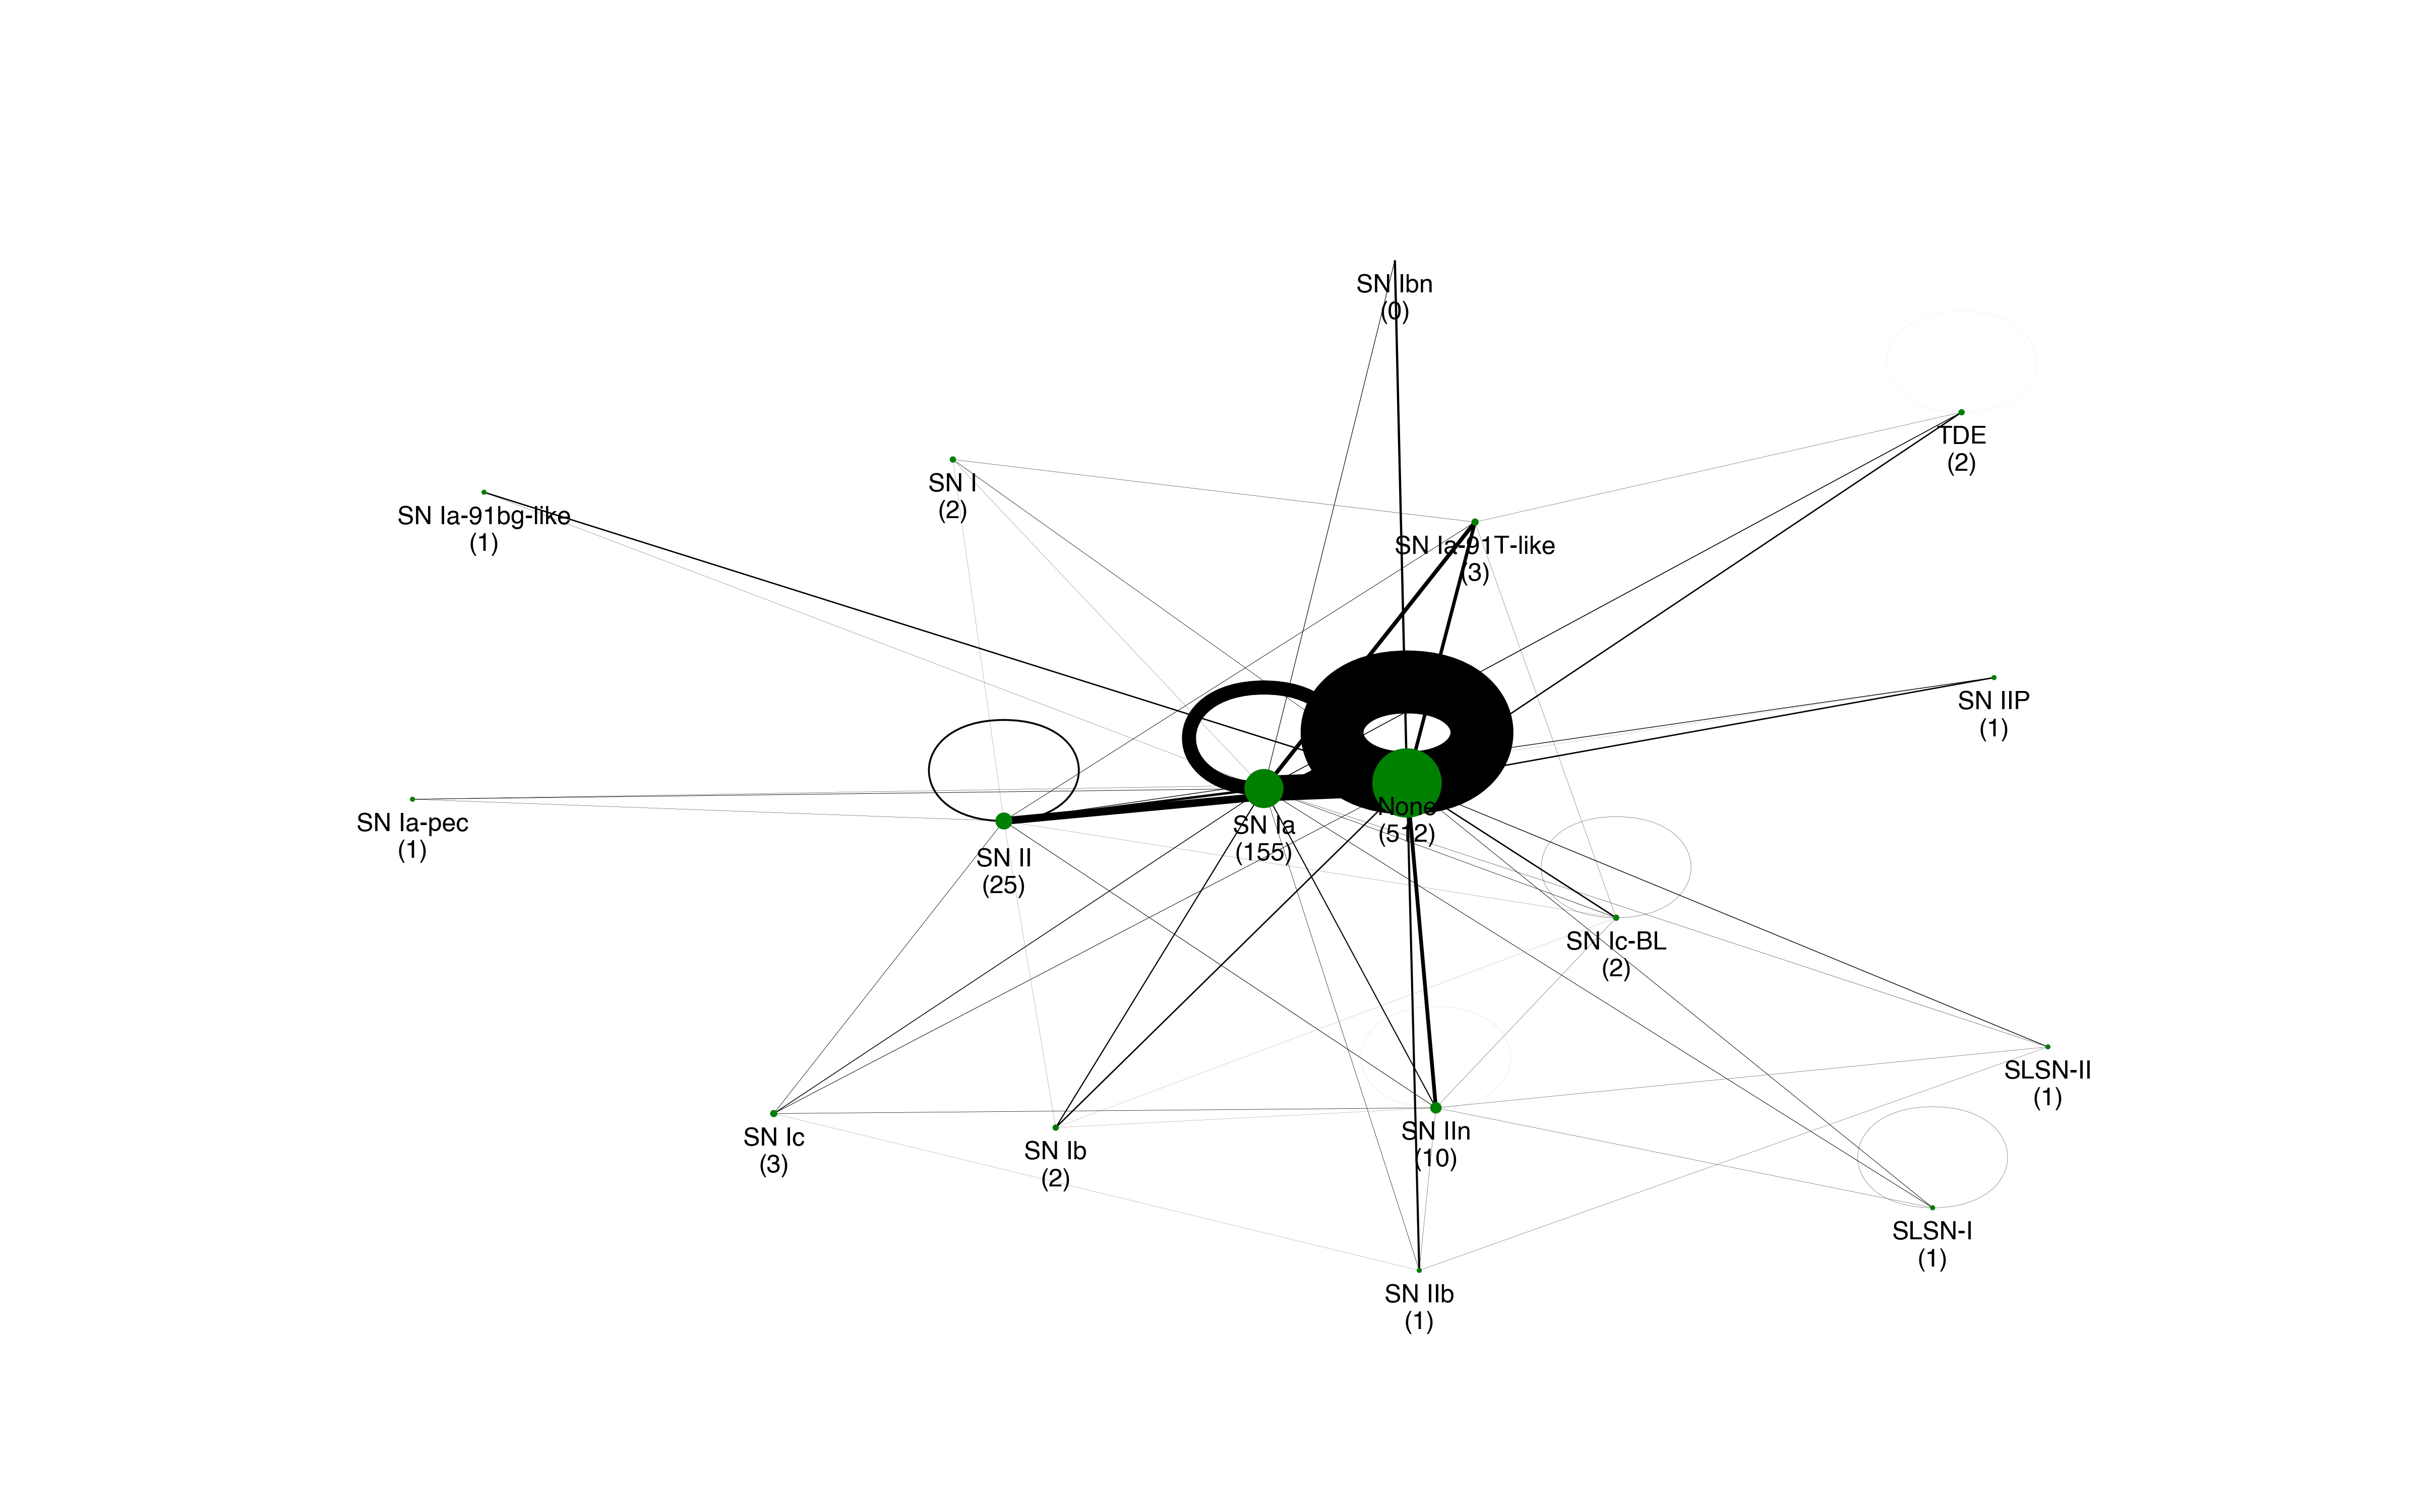 SN Ibn
(0)
TDE
(2)
SN I
(2)
SN Ia-91bg-like
(1)
SN Ia-91T-like
(3)
SN IIP
(1)
SN Ia-pec
(1)
SN II
(25)
SN Ia
(155)
None
(512)
SN Ic-BL
(2)
SLSN-II
(1)
SN Ic
(3)
SN Ib
(2)
SN IIn
(10)
SLSN-I
(1)
SN IIb
(1)